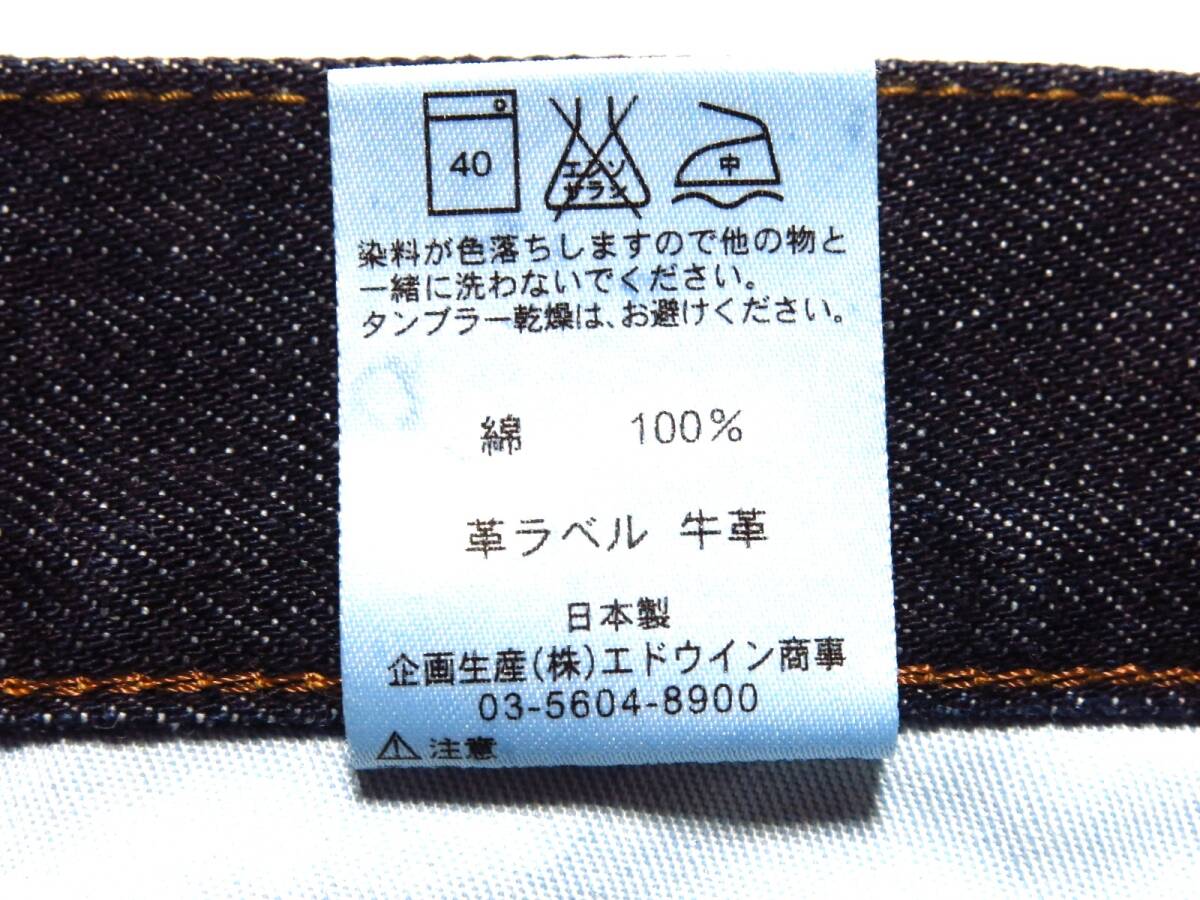 40
エンソ
サラシ
中
染料が色落ちしますので他の物と
一緒に洗わないでください。
タンブラー乾燥は、お避けください。
綿 100%
革ラベル 牛革
日本製
企画生産(株)エドウイン商事
03-5604-8900
注意